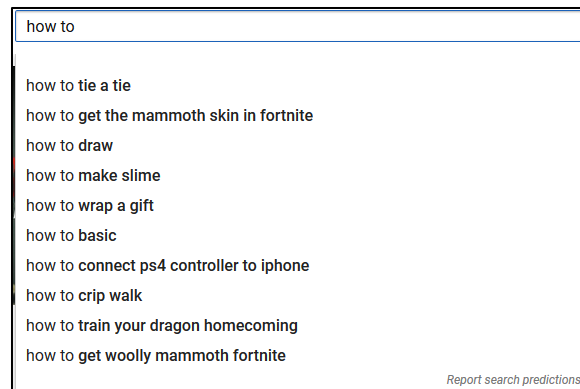 how to
how to tie a tie
how to get the mammoth skin in fortnite
how to draw
how to make slime
how to wrap a gift
how to basic
how to connect ps4 controller to iphone
how to crip walk
how to train your dragon homecoming
how to get woolly mammoth fortnite
Report search predictions